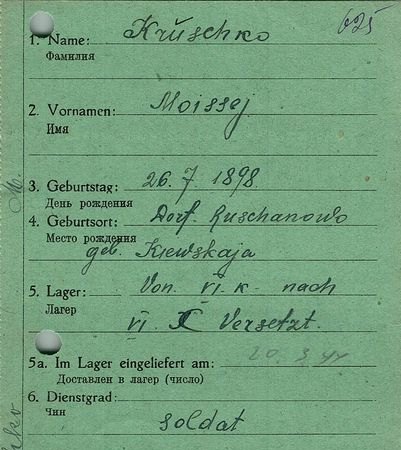 625
1. Name: Kruschko
Фамилия
2. Vornamen: Moissej
Имя
3. Geburtstag: 26. 7. 1898.
День рождения
4. Geburtsort: Dorf. Ruschanowo
Место рождения
geb. Kiewskaja
5. Lager: Von. VI.K. nach
Лагер
VI. C Versetzt.
5a. Im Lager eingeliefert am: 20. 3. 44
Доставлен в лагер (число)
6. Dienstgrad:
Чин
soldat
M.